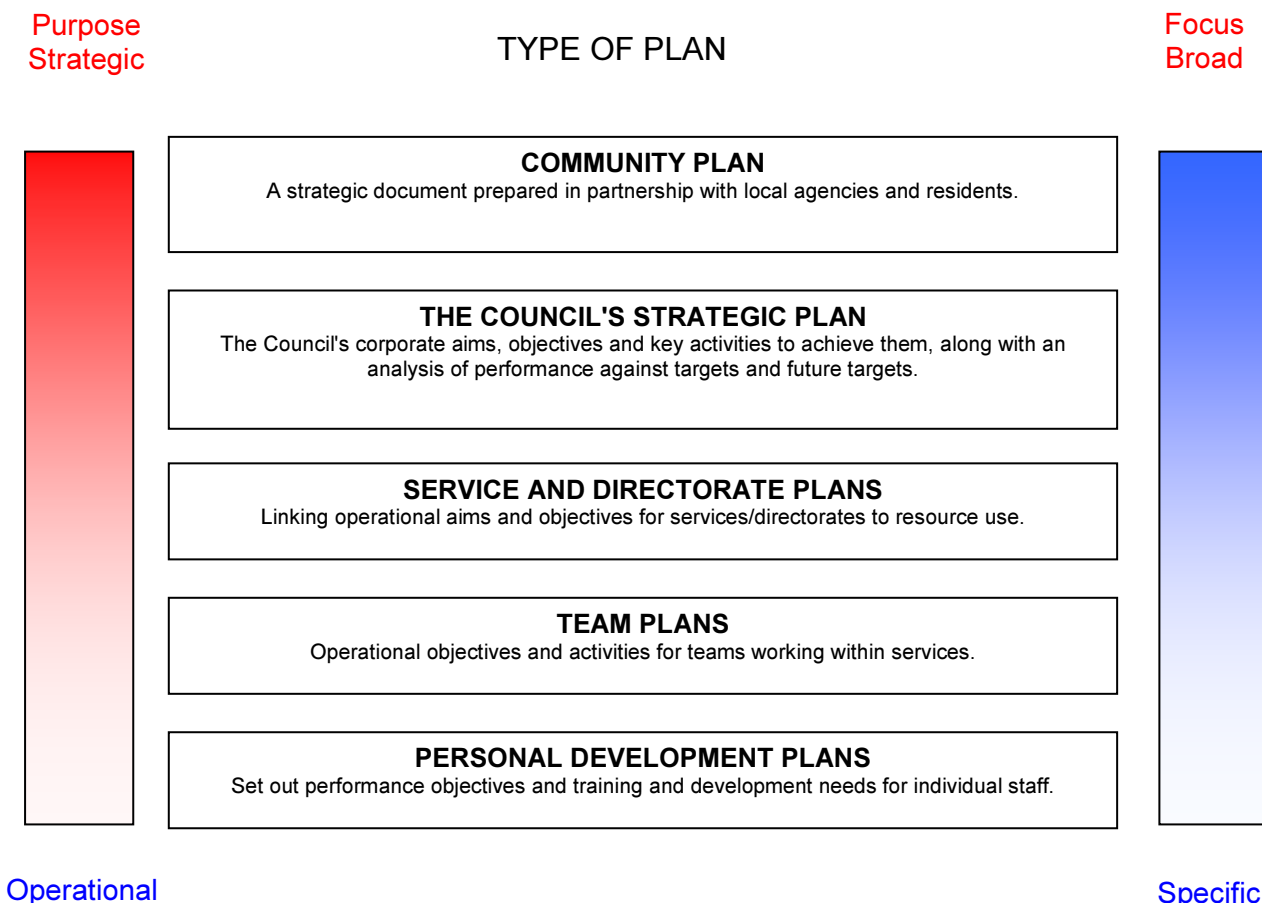 Purpose
Strategic
TYPE OF PLAN
Focus
Broad
COMMUNITY PLAN
A strategic document prepared in partnership with local agencies and residents.
THE COUNCIL'S STRATEGIC PLAN
The Council's corporate aims, objectives and key activities to achieve them, along with an
analysis of performance against targets and future targets.
SERVICE AND DIRECTORATE PLANS
Linking operational aims and objectives for services/directorates to resource use.
TEAM PLANS
Operational objectives and activities for teams working within services.
PERSONAL DEVELOPMENT PLANS
Set out performance objectives and training and development needs for individual staff.
Operational
Specific